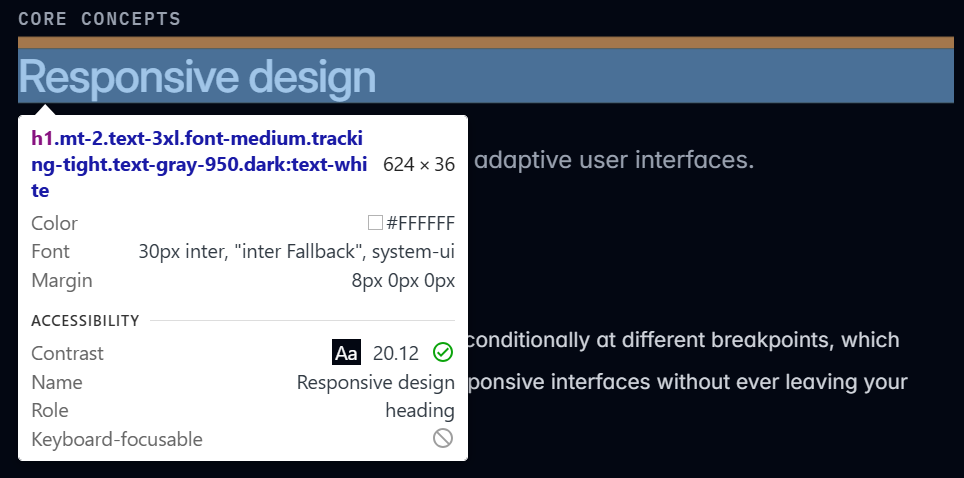 CORE CONCEPTS
Responsive design
h1.mt-2.text-3xl.font-medium.tracki
ng-tight.text-gray-950.dark:text-whi
te
624 × 36
adaptive user interfaces.
Color #FFFFFF
Font 30px inter, "inter Fallback", system-ui
Margin 8px 0px 0px
ACCESSIBILITY
conditionally at different breakpoints, which
Contrast Aa 20.12
Name Responsive design
ponsive interfaces without ever leaving your
Role heading
Keyboard-focusable